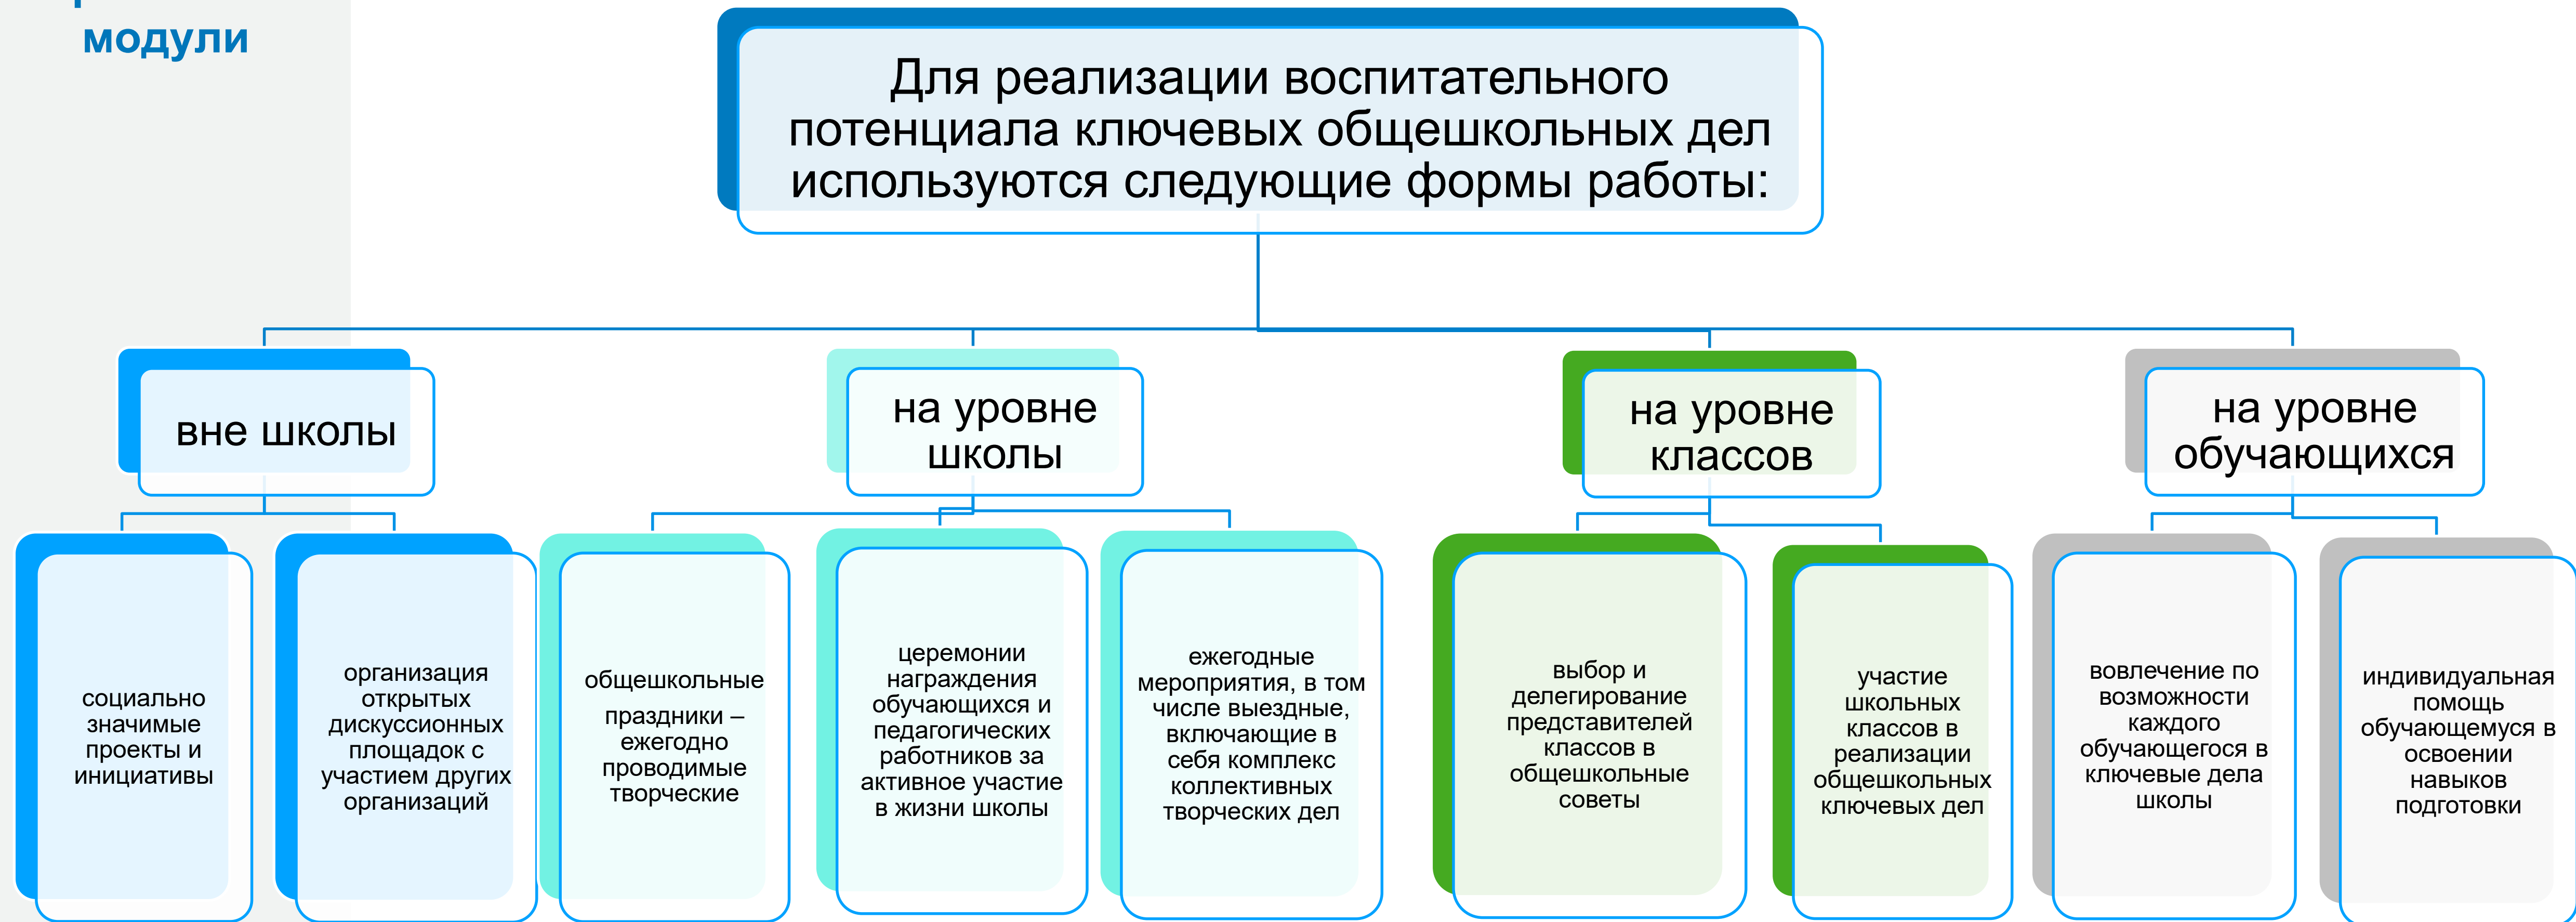 модули
Для реализации воспитательного
потенциала ключевых общешкольных дел
используются следующие формы работы:
вне школы
на уровне
школы
на уровне
классов
на уровне
обучающихся
социально
значимые
проекты и
инициативы
организация
открытых
дискуссионных
площадок с
участием других
организаций
общешкольные
праздники –
ежегодно
проводимые
творческие
церемонии
награждения
обучающихся и
педагогических
работников за
активное участие
в жизни школы
ежегодные
мероприятия, в том
числе выездные,
включающие в
себя комплекс
коллективных
творческих дел
выбор и
делегирование
представителей
классов в
общешкольные
советы
участие
школьных
классов в
реализации
общешкольных
ключевых дел
вовлечение по
возможности
каждого
обучающегося в
ключевые дела
школы
индивидуальная
помощь
обучающемуся в
освоении
навыков
подготовки